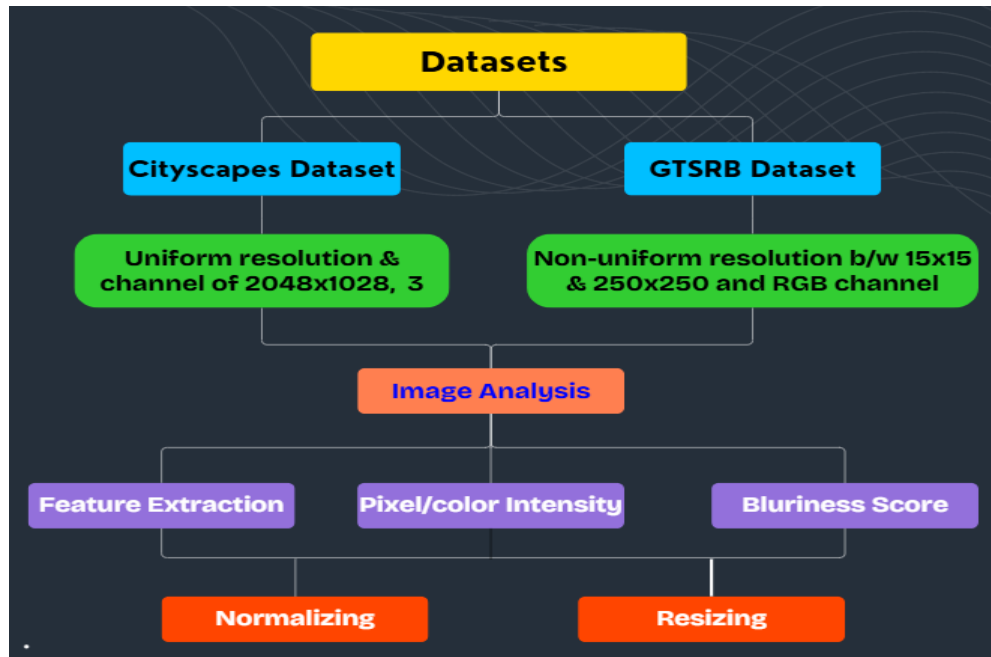 Datasets
Cityscapes Dataset
GTSRB Dataset
Uniform resolution &
channel of 2048x1028, 3
Non-uniform resolution b/w 15x15
& 250x250 and RGB channel
Image Analysis
Feature Extraction
Pixel/color Intensity
Bluriness Score
Normalizing
Resizing
.